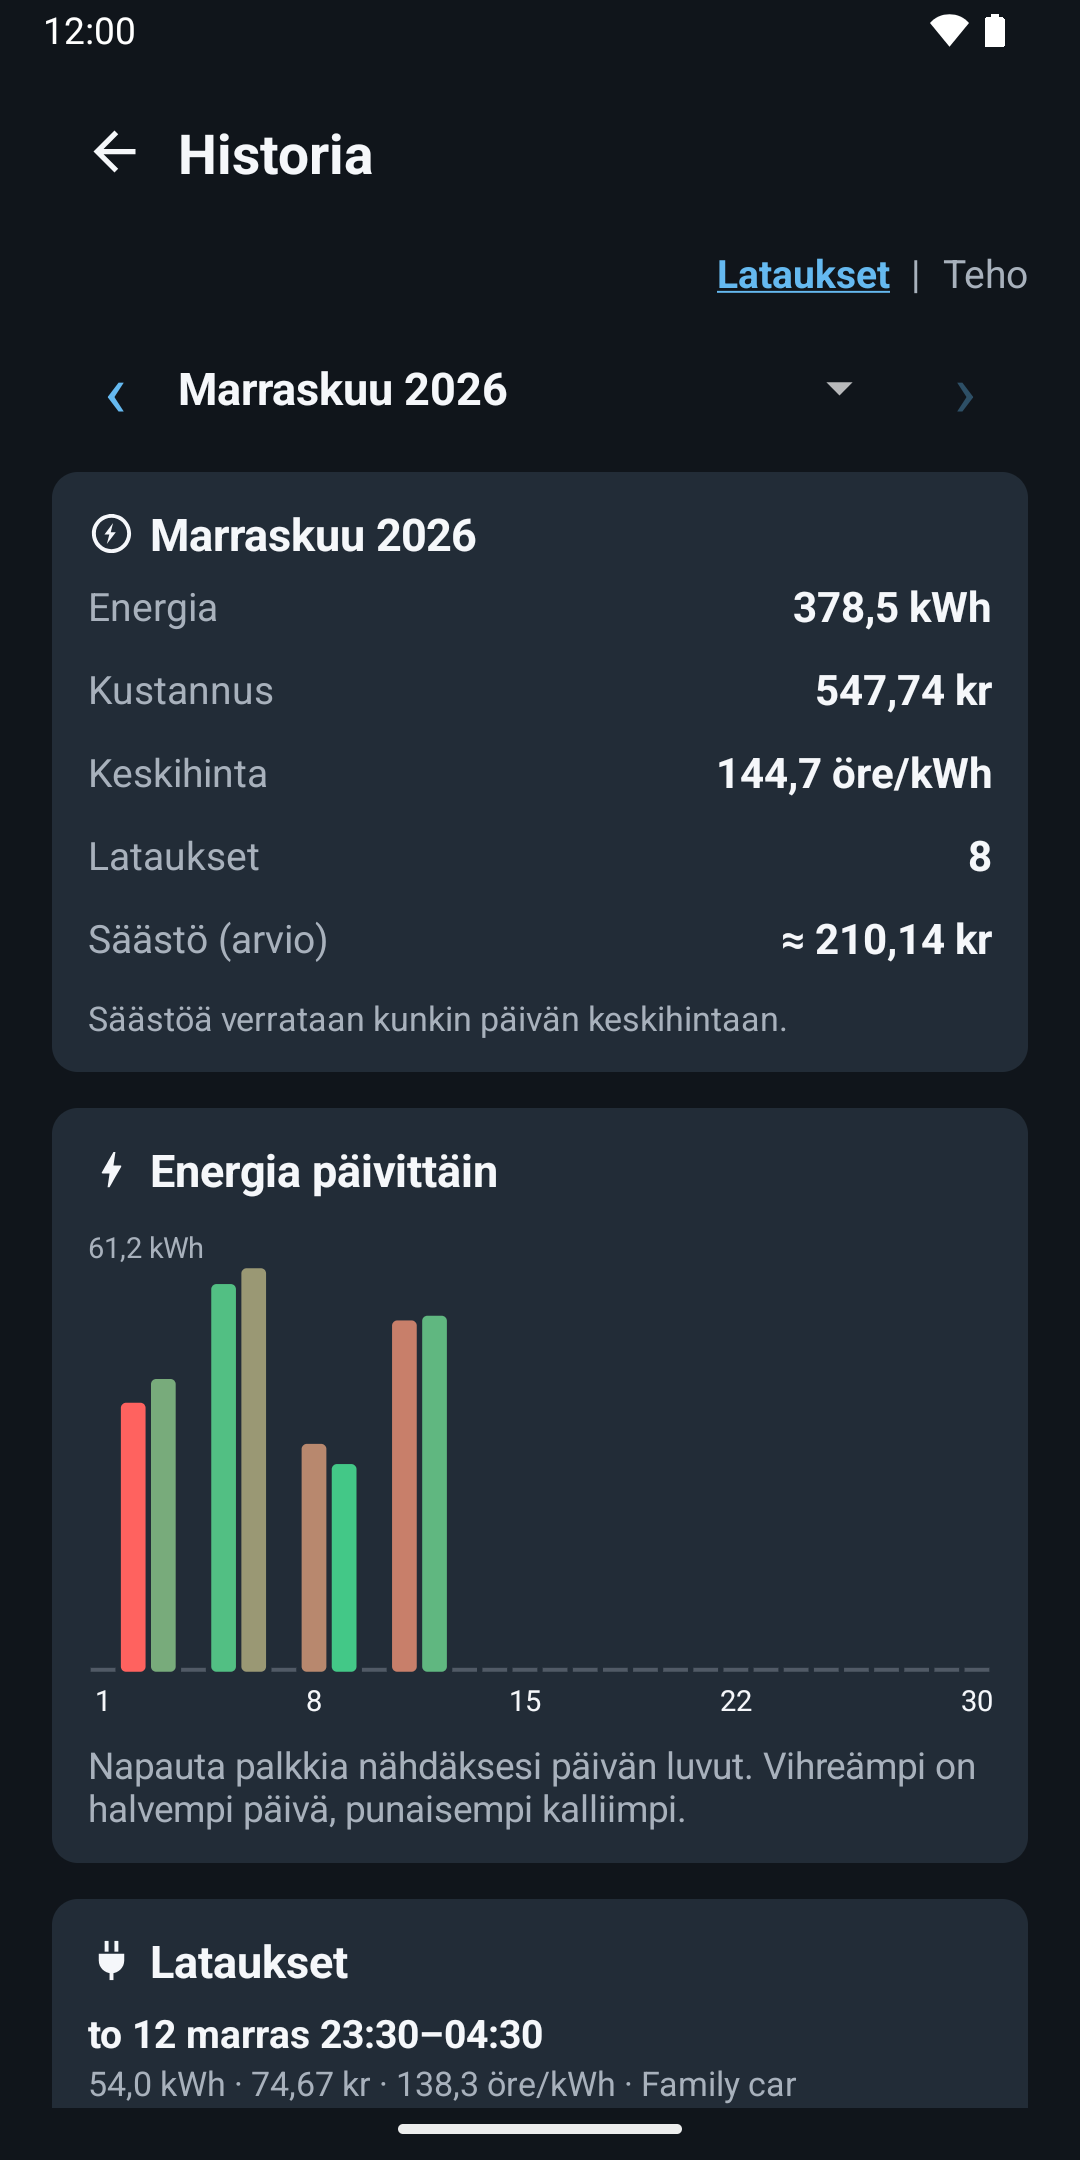 12:00
Historia
Lataukset | Teho
‹ Marraskuu 2026 ›
Marraskuu 2026
Energia 378,5 kWh
Kustannus 547,74 kr
Keskihinta 144,7 öre/kWh
Lataukset 8
Säästö (arvio) ≈ 210,14 kr
Säästöä verrataan kunkin päivän keskihintaan.
Energia päivittäin
61,2 kWh
1 8 15 22 30
Napauta palkkia nähdäksesi päivän luvut. Vihreämpi on
halvempi päivä, punaisempi kalliimpi.
Lataukset
to 12 marras 23:30–04:30
54,0 kWh · 74,67 kr · 138,3 öre/kWh · Family car